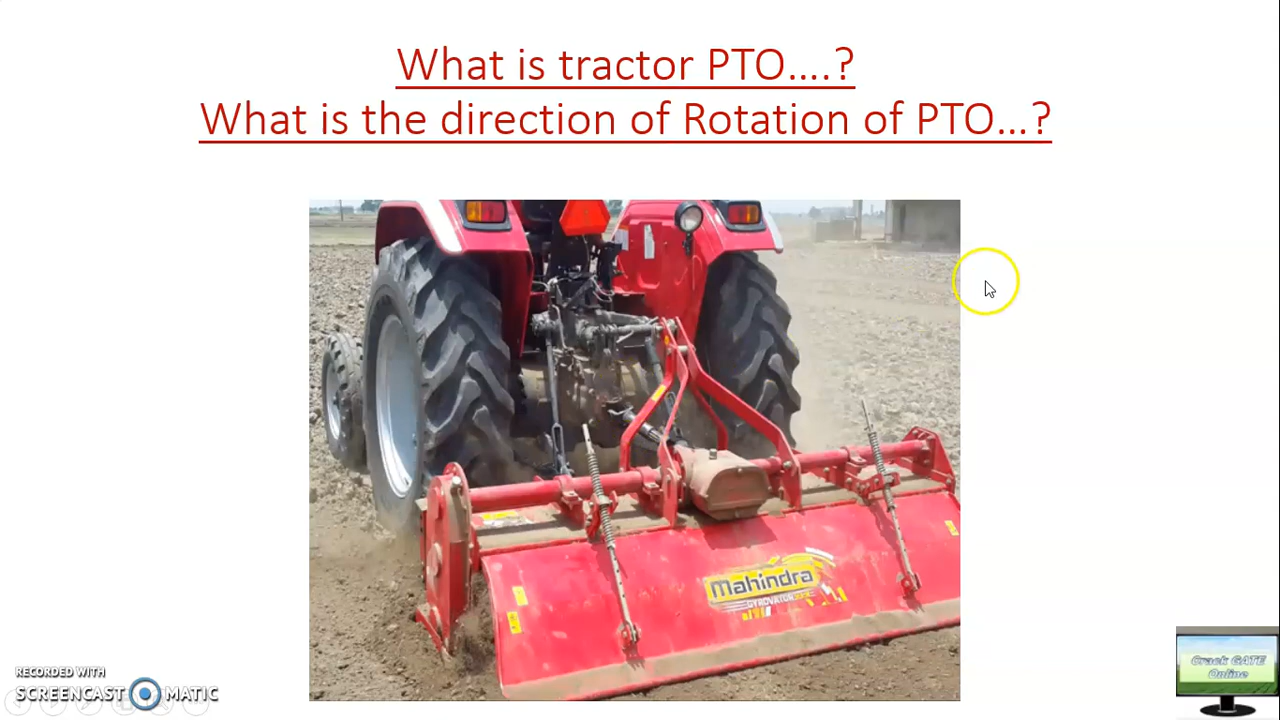 What is tractor PTO....?
What is the direction of Rotation of PTO...?
Mahindra
GYROVATOR
RECORDED WITH
SCREENCAST MATIC
Crack GATE
Online